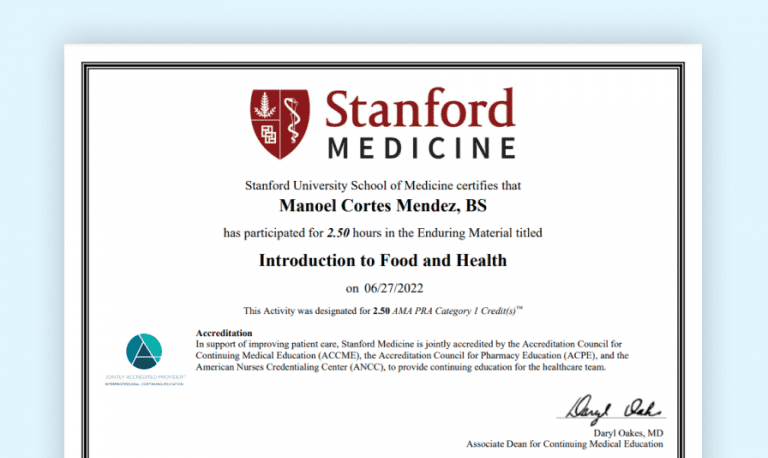 Stanford
MEDICINE
Stanford University School of Medicine certifies that
Manoel Cortes Mendez, BS
has participated for 2.50 hours in the Enduring Material titled
Introduction to Food and Health
on 06/27/2022
This Activity was designated for 2.50 AMA PRA Category 1 Credit(s)™
Accreditation
In support of improving patient care, Stanford Medicine is jointly accredited by the Accreditation Council for
Continuing Medical Education (ACCME), the Accreditation Council for Pharmacy Education (ACPE), and the
American Nurses Credentialing Center (ANCC), to provide continuing education for the healthcare team.
JOINTLY ACCREDITED PROVIDER™
INTERPROFESSIONAL CONTINUING EDUCATION
Daryl Oakes
Daryl Oakes, MD
Associate Dean for Continuing Medical Education